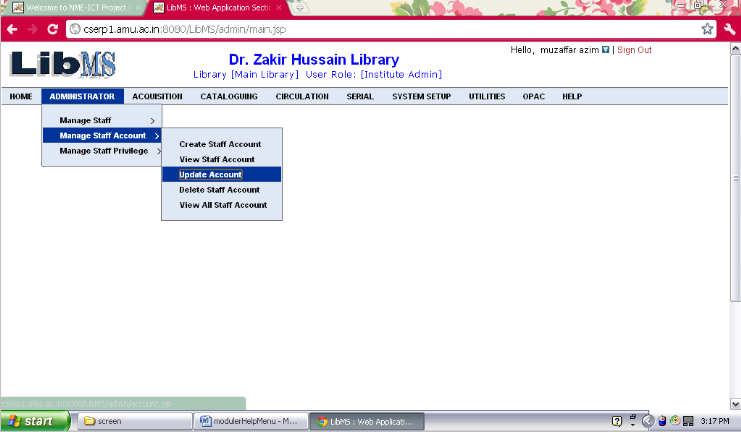 Welcome to NME-ICT Project :
LibMS : Web Application Secti
cserp1.amu.ac.in:8080/LibMS/admin/main.jsp
LibMS
Dr. Zakir Hussain Library
Library [Main Library] User Role: [Institute Admin]
Hello, muzaffar azim | Sign Out
HOME ADMINISTRATOR ACQUISITION CATALOGUING CIRCULATION SERIAL SYSTEM SETUP UTILITIES OPAC HELP
Manage Staff >
Manage Staff Account >
Manage Staff Privilege >
Create Staff Account
View Staff Account
Update Account
Delete Staff Account
View All Staff Account
cserp1.amu.ac.in:8080/LibMS/admin/account.jsp
start
screen
modulerHelpMenu - M...
LibMS : Web Applicati...
3:17 PM